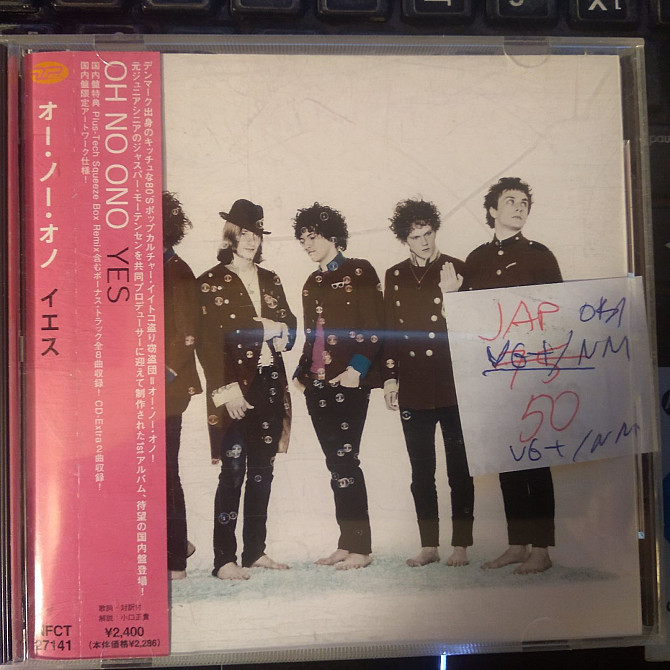 オー・ノー・オノ イエス
OH NO ONO YES
デンマーク出身のキッチュな80'Sポップカルチャー・イイトコ盗り窃盗団=オー・ノー・オノ!
元ジュニア・シニアのジャスパー・モーテンセンを共同プロデューサーに迎えて制作された1stアルバム、待望の国内盤登場!
国内盤特典 Plus-Tech Squeeze Box Remix含むボーナス・トラック全8曲収録! CD-Extra 2曲収録!
国内盤限定アートワーク仕様!
歌詞・対訳付
解説:小口正貴
¥2,400
(本体価格¥2,286)
IFCT
27141
JAP OBI
VG+/NM
50
VG+/NM